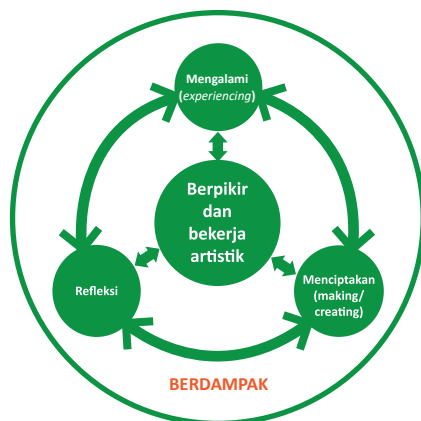 Mengalami
(experiencing)
Berpikir
dan
bekerja
artistik
Refleksi
Menciptakan
(making/
creating)
BERDAMPAK